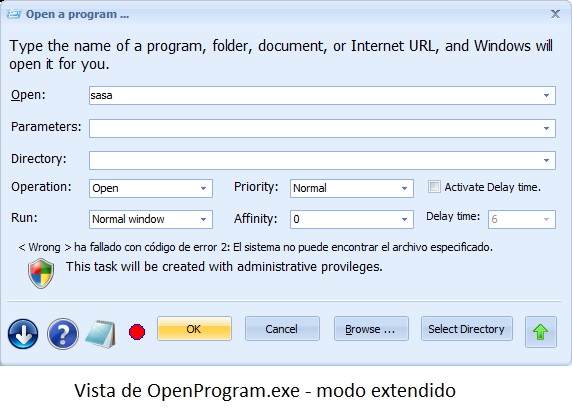 Open a program ...
Type the name of a program, folder, document, or Internet URL, and Windows will
open it for you.
Open: sasa
Parameters:
Directory:
Operation: Open Priority: Normal Activate Delay time.
Run: Normal window Affinity: 0 Delay time: 6
< Wrong > ha fallado con código de error 2: El sistema no puede encontrar el archivo especificado.
This task will be created with administrative provileges.
OK Cancel Browse ... Select Directory
Vista de OpenProgram.exe - modo extendido